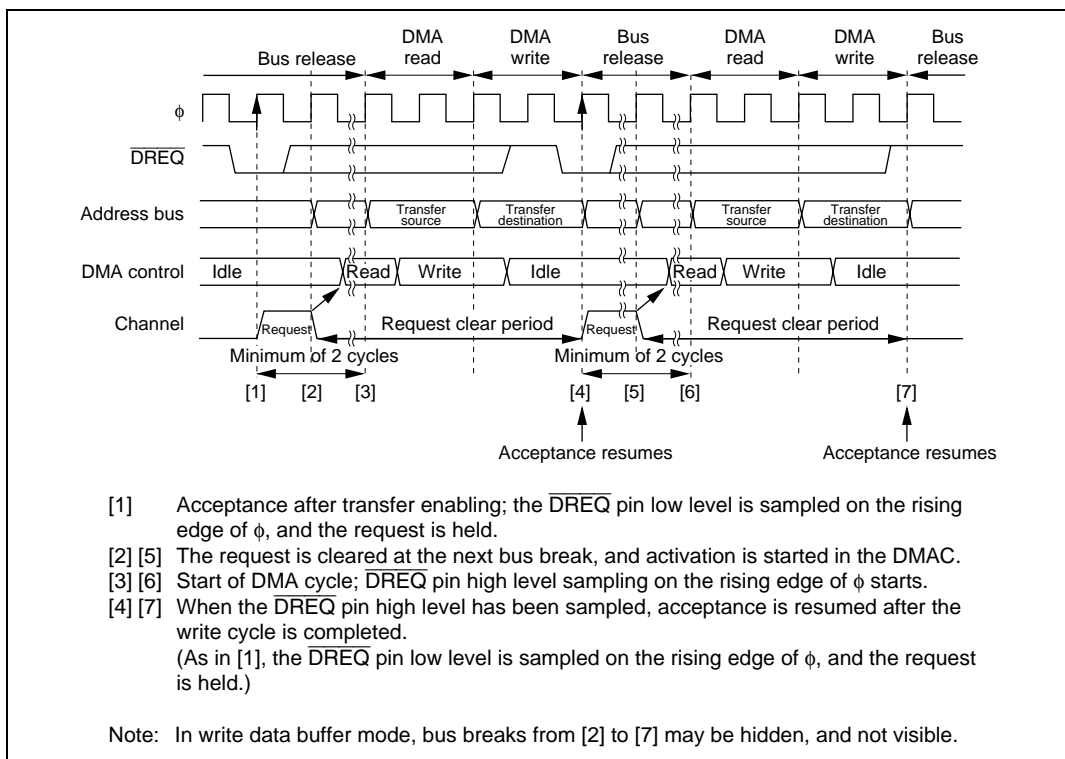 DMA DMA Bus DMA DMA Bus
Bus release read write release read write release
φ
DREQ
Address bus Transfer source Transfer destination Transfer source Transfer destination
DMA control Idle Read Write Idle Read Write Idle
Channel Request Request clear period Request Request clear period
Minimum of 2 cycles Minimum of 2 cycles
[1] [2] [3] [4] [5] [6] [7]
Acceptance resumes Acceptance resumes
[1] Acceptance after transfer enabling; the DREQ pin low level is sampled on the rising
edge of φ, and the request is held.
[2] [5] The request is cleared at the next bus break, and activation is started in the DMAC.
[3] [6] Start of DMA cycle; DREQ pin high level sampling on the rising edge of φ starts.
[4] [7] When the DREQ pin high level has been sampled, acceptance is resumed after the
write cycle is completed.
(As in [1], the DREQ pin low level is sampled on the rising edge of φ, and the request
is held.)
Note: In write data buffer mode, bus breaks from [2] to [7] may be hidden, and not visible.